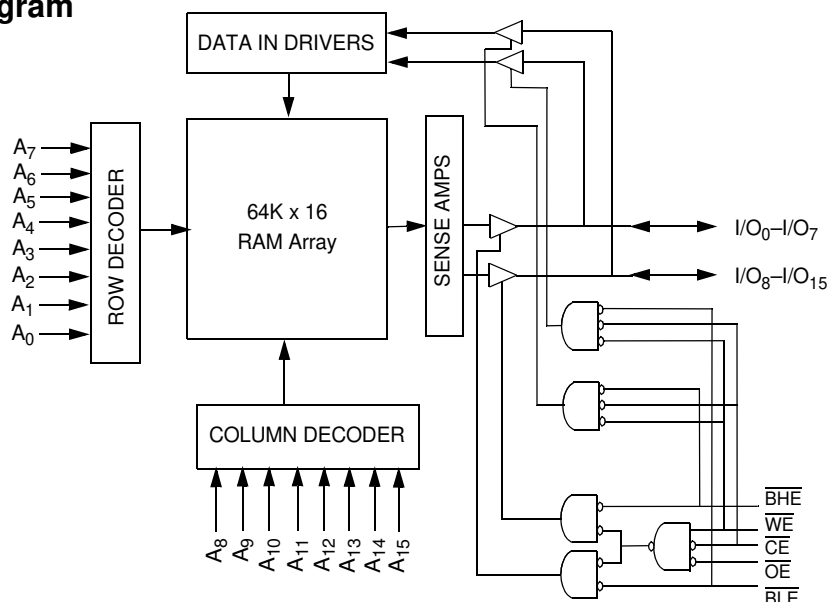 gram
DATA IN DRIVERS
A7
A6
A5
A4
A3
A2
A1
A0
ROW DECODER
64K x 16
RAM Array
SENSE AMPS
I/O0–I/O7
I/O8–I/O15
COLUMN DECODER
A8
A9
A10
A11
A12
A13
A14
A15
BHE
WE
CE
OE
BLE